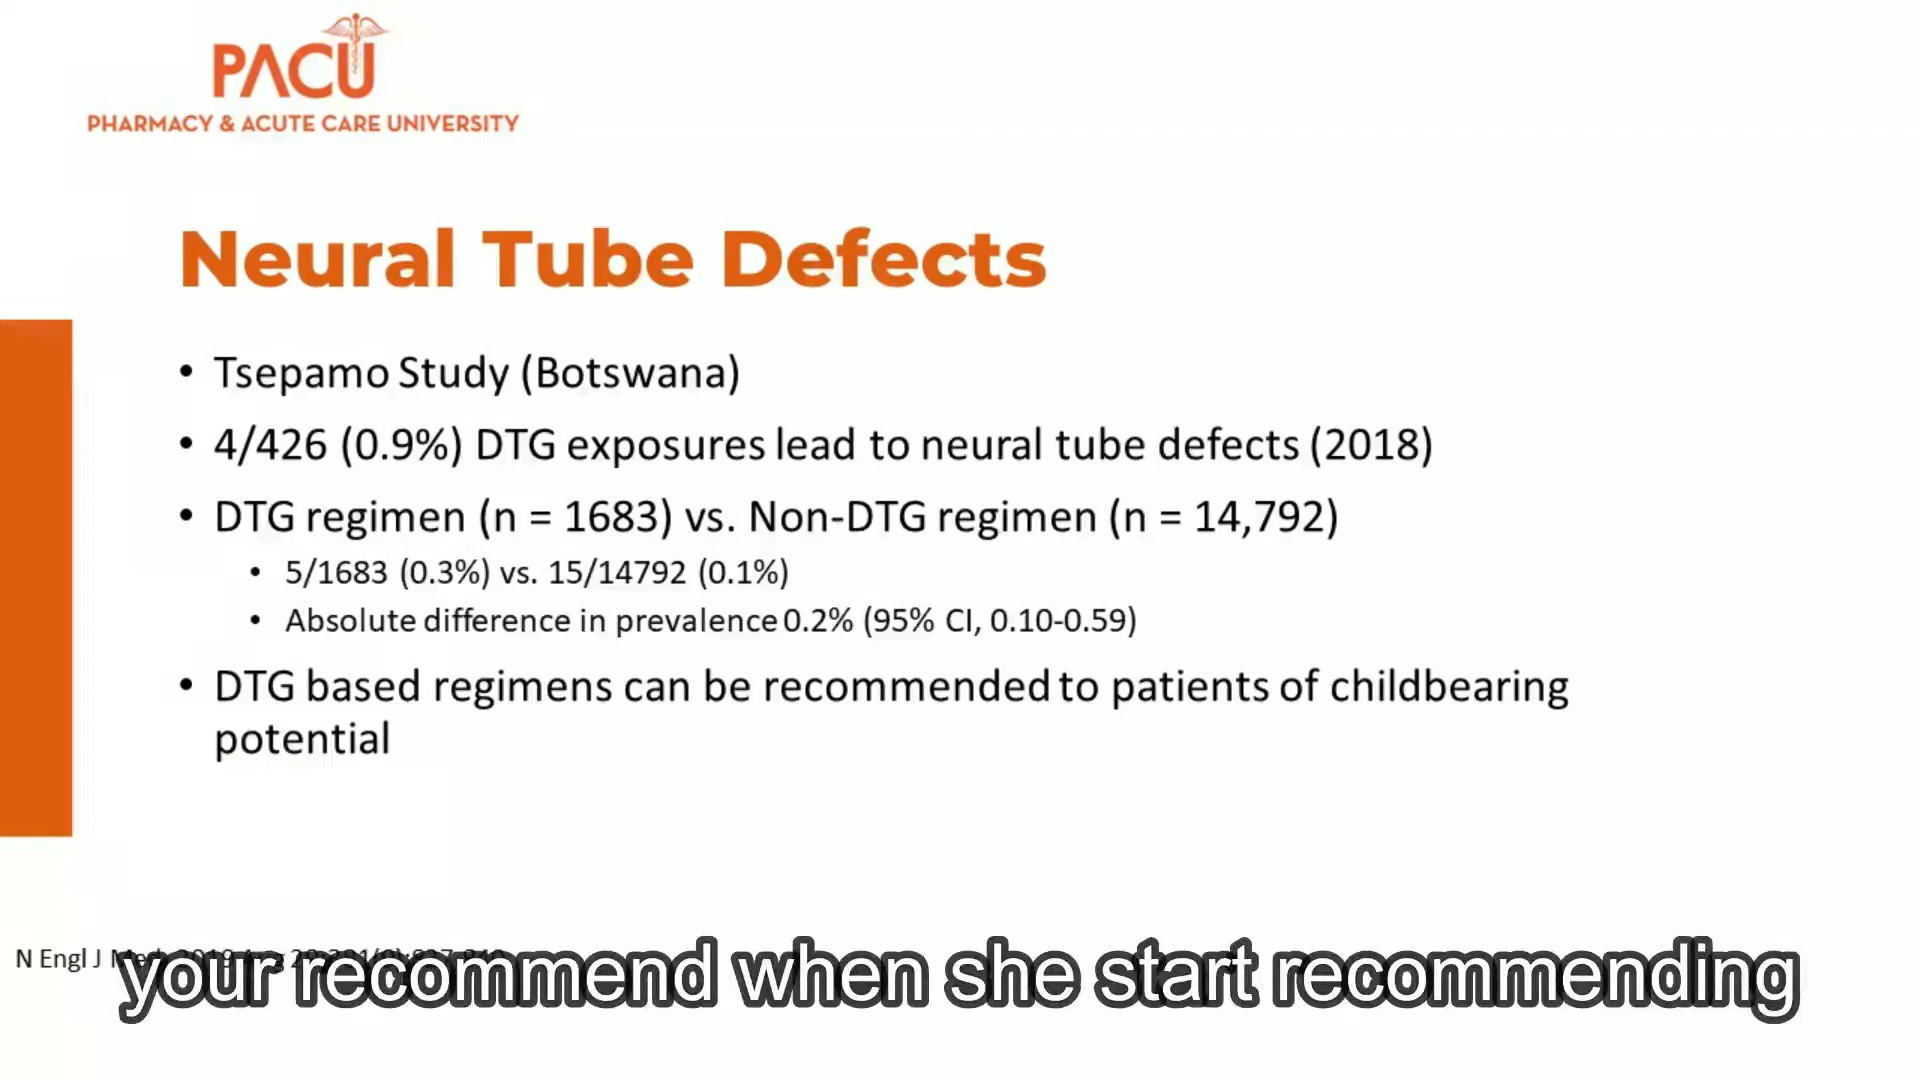 PACU
PHARMACY & ACUTE CARE UNIVERSITY
Neural Tube Defects
• Tsepamo Study (Botswana)
• 4/426 (0.9%) DTG exposures lead to neural tube defects (2018)
• DTG regimen (n = 1683) vs. Non-DTG regimen (n = 14,792)
• 5/1683 (0.3%) vs. 15/14792 (0.1%)
• Absolute difference in prevalence 0.2% (95% CI, 0.10-0.59)
• DTG based regimens can be recommended to patients of childbearing
potential
N Engl J
your recommend when she start recommending